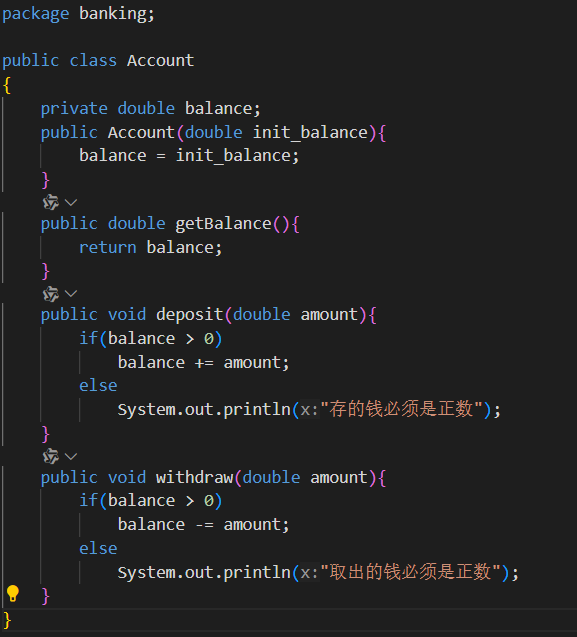 package banking;
public class Account
{
    private double balance;
    public Account(double init_balance){
        balance = init_balance;
    }
    public double getBalance(){
        return balance;
    }
    public void deposit(double amount){
        if(balance > 0)
            balance += amount;
        else
            System.out.println(x:"存的钱必须是正数");
    }
    public void withdraw(double amount){
        if(balance > 0)
            balance -= amount;
        else
            System.out.println(x:"取出的钱必须是正数");
    }
}